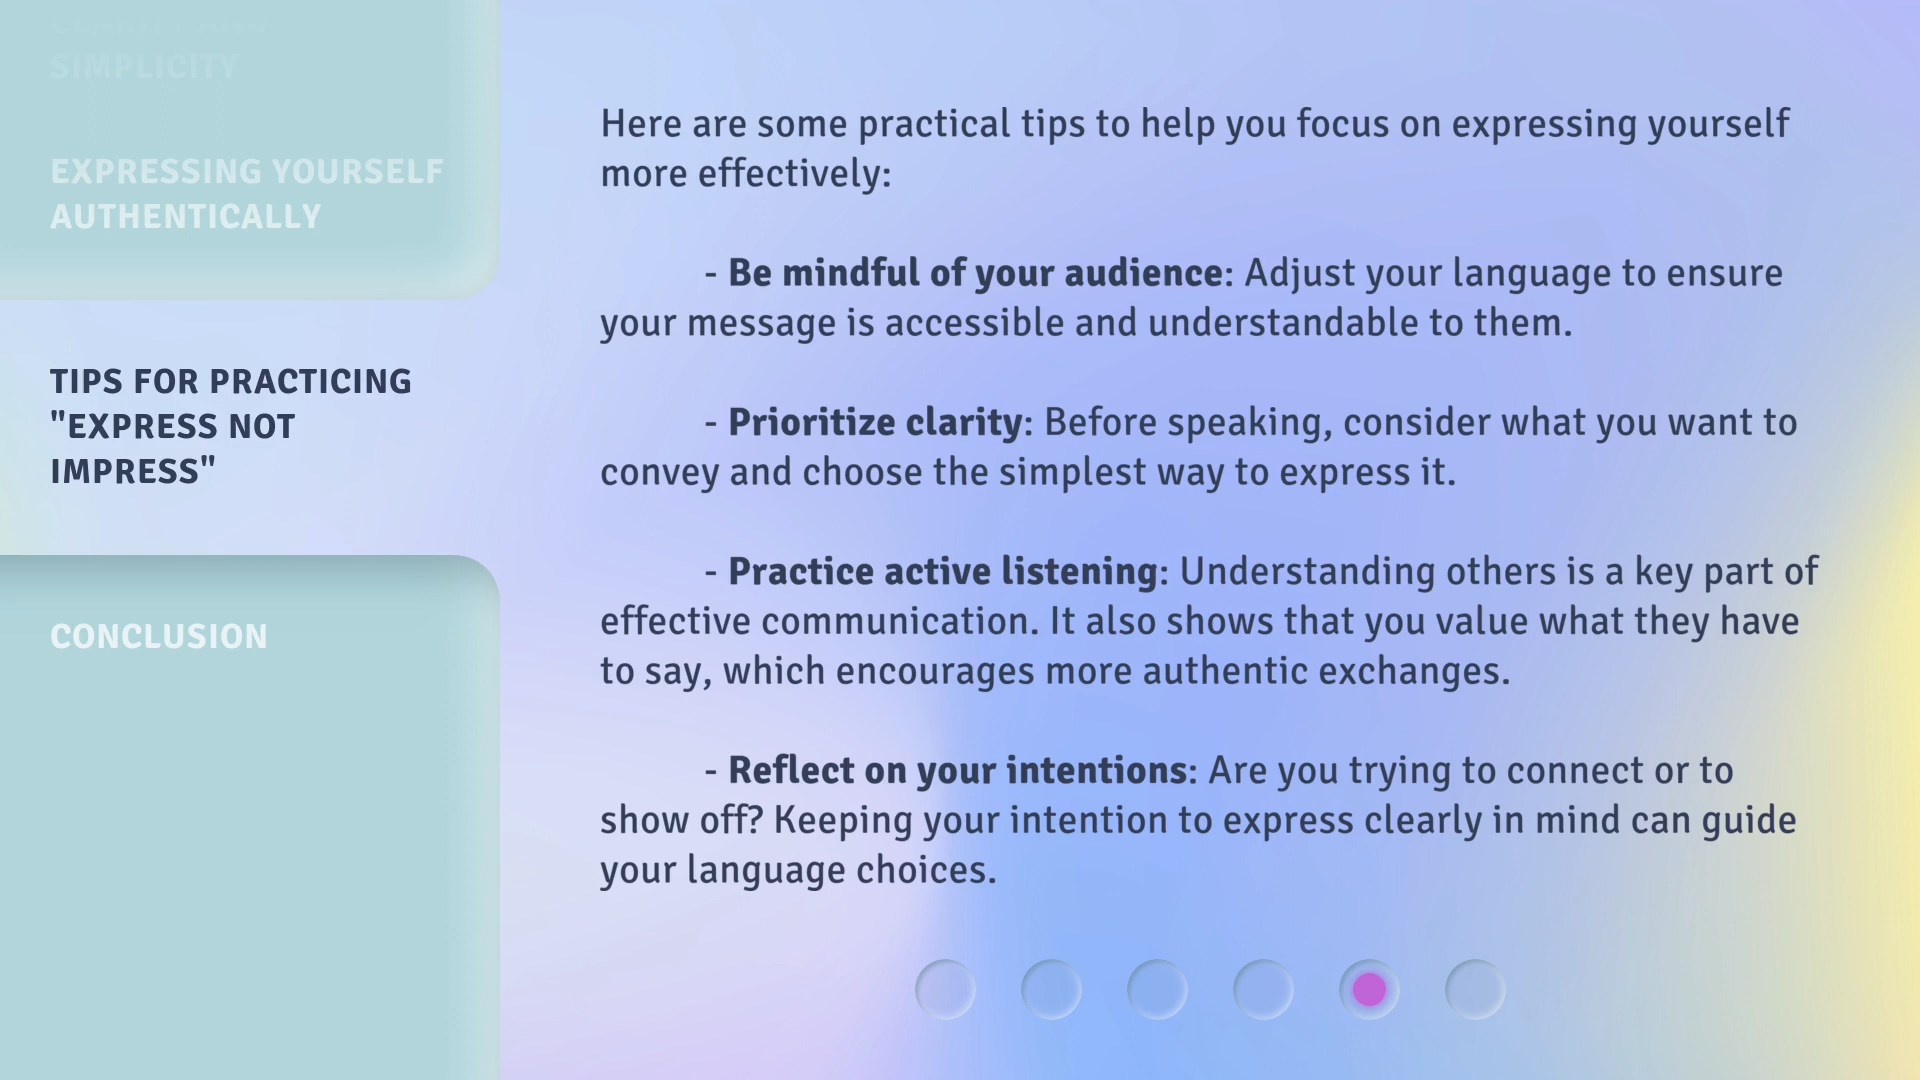 SIMPLICITY
EXPRESSING YOURSELF
AUTHENTICALLY
TIPS FOR PRACTICING
"EXPRESS NOT
IMPRESS"
CONCLUSION
Here are some practical tips to help you focus on expressing yourself
more effectively:
- Be mindful of your audience: Adjust your language to ensure
your message is accessible and understandable to them.
- Prioritize clarity: Before speaking, consider what you want to
convey and choose the simplest way to express it.
- Practice active listening: Understanding others is a key part of
effective communication. It also shows that you value what they have
to say, which encourages more authentic exchanges.
- Reflect on your intentions: Are you trying to connect or to
show off? Keeping your intention to express clearly in mind can guide
your language choices.